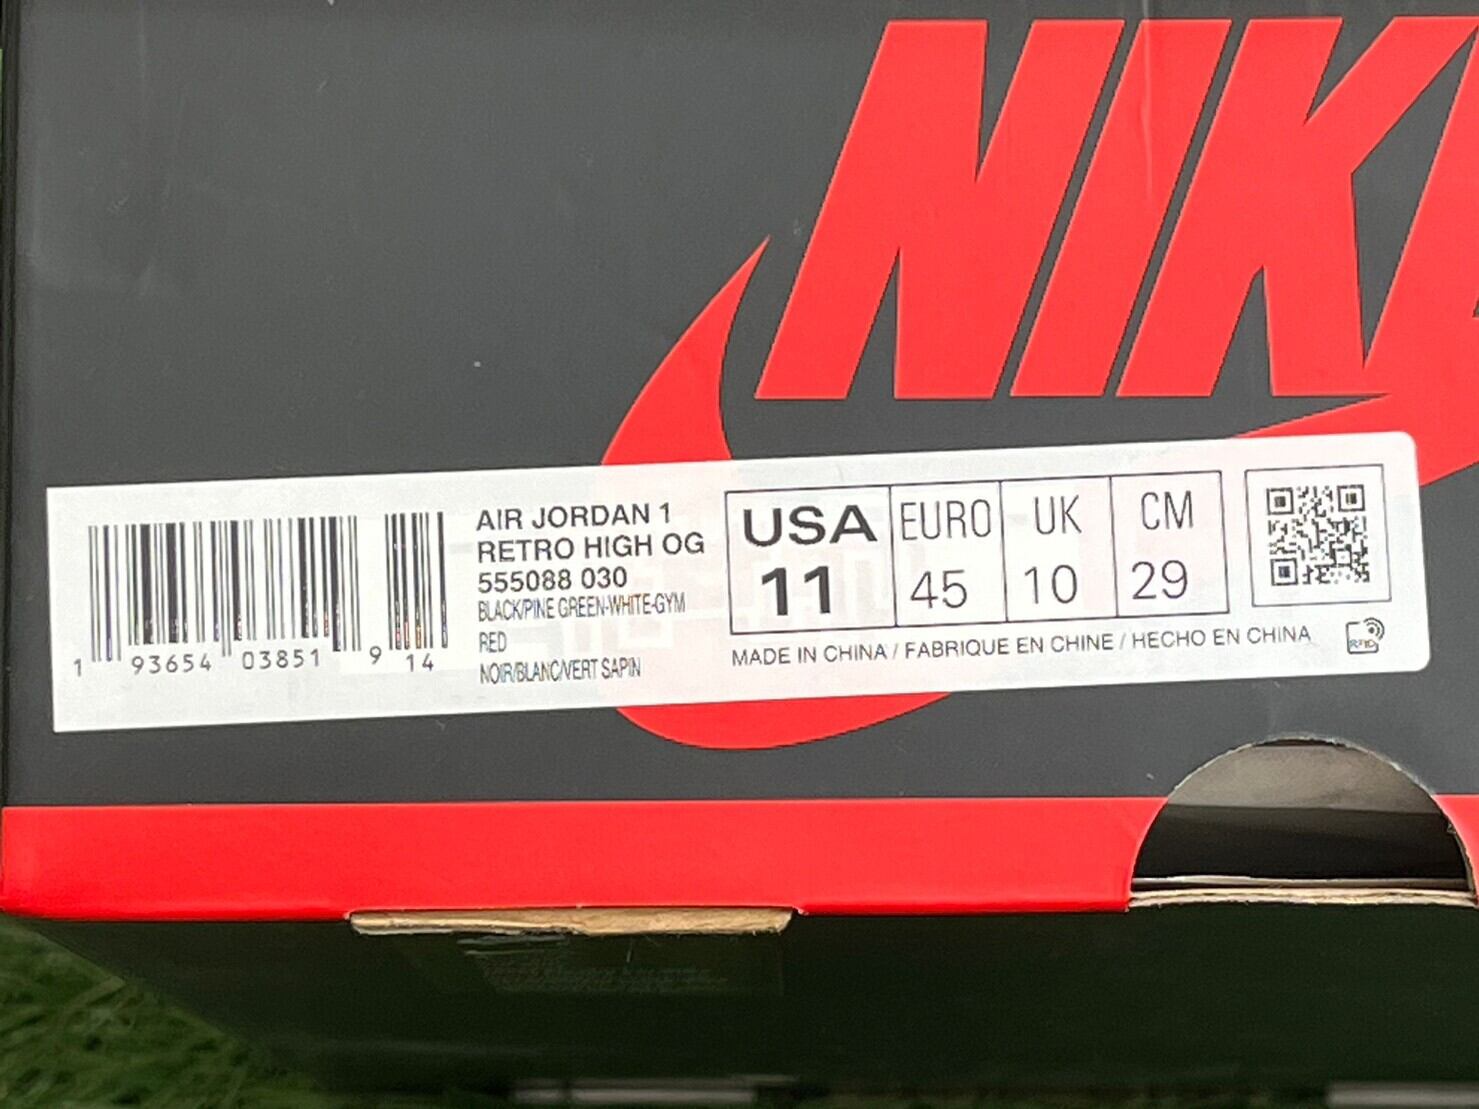 NIK
AIR JORDAN 1
RETRO HIGH OG
555088 030
BLACK/PINE GREEN-WHITE-GYM
RED
NOIR/BLANC/VERT SAPIN
1 93654 03851 9 14
USA EURO UK CM
11 45 10 29
MADE IN CHINA / FABRIQUE EN CHINE / HECHO EN CHINA
RFID